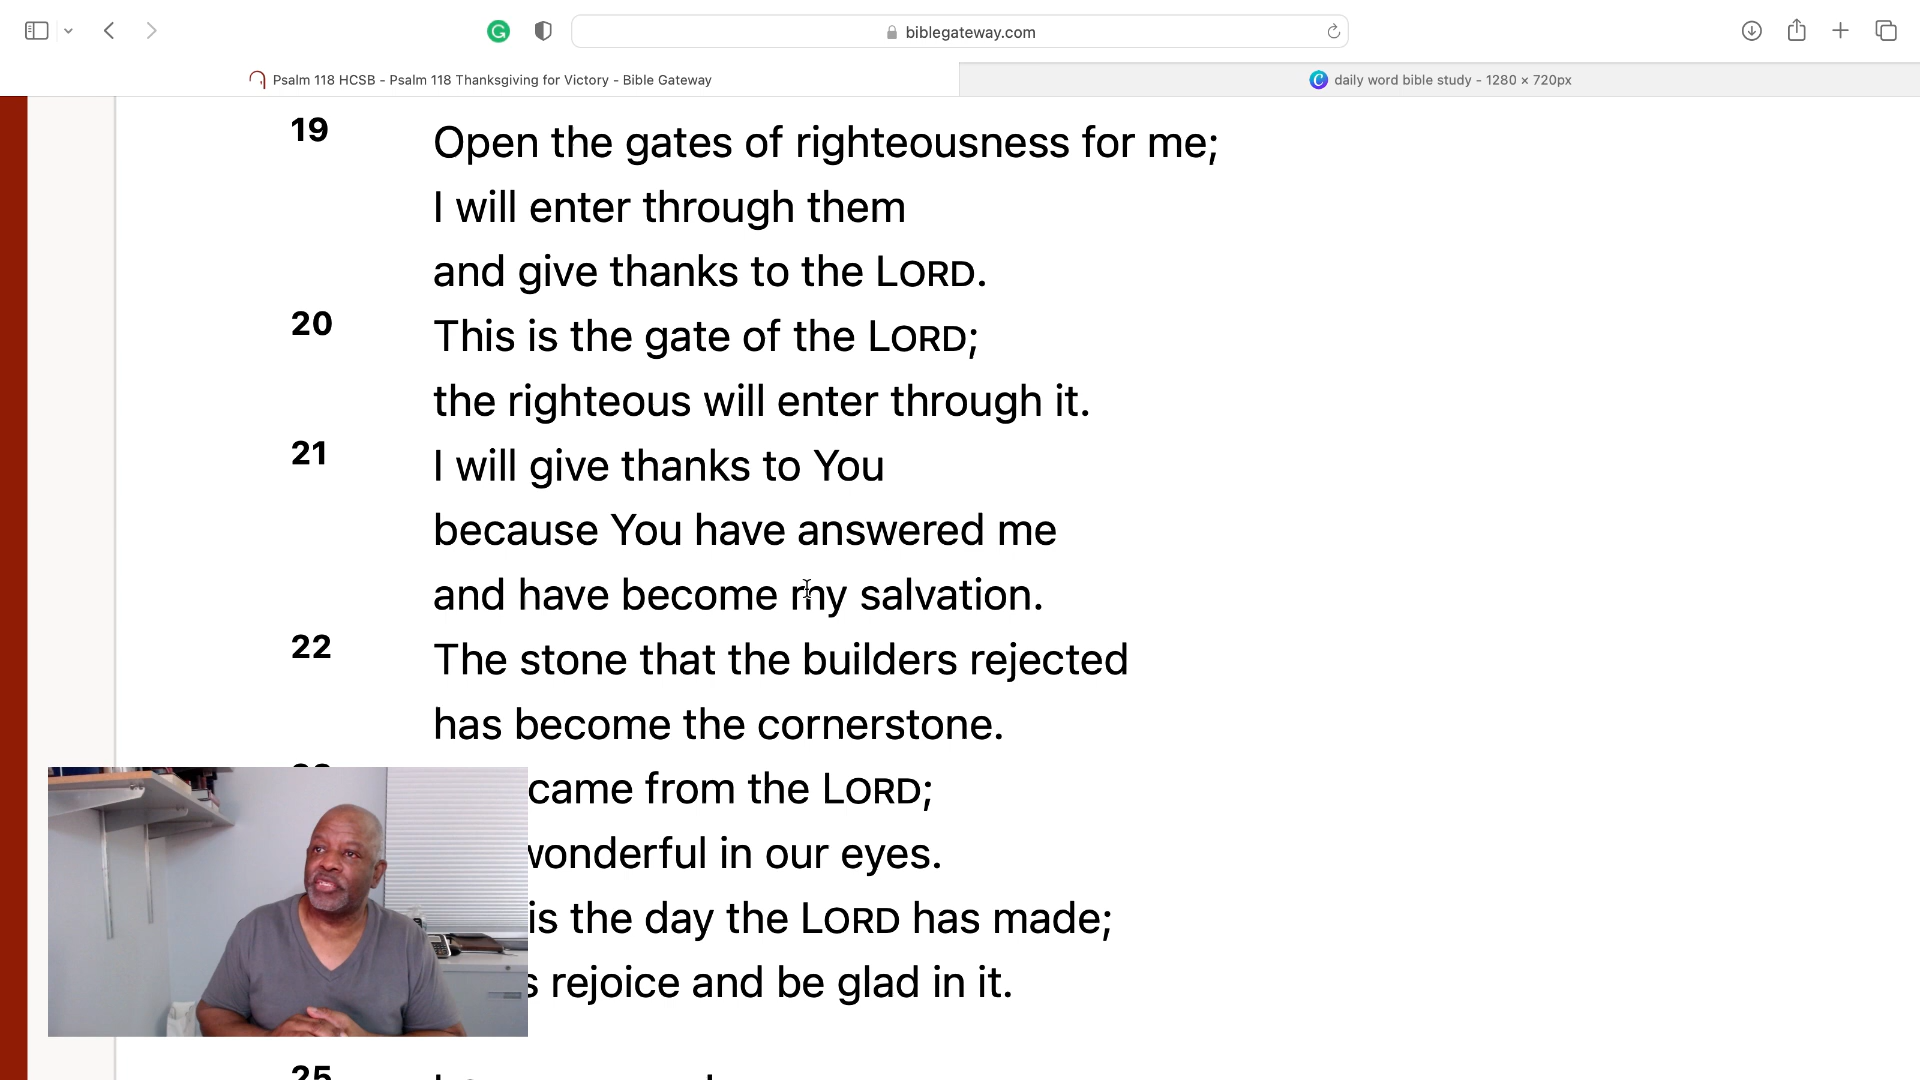 biblegateway.com
Psalm 118 HCSB - Psalm 118 Thanksgiving for Victory - Bible Gateway
daily word bible study - 1280 × 720px
19 Open the gates of righteousness for me;
I will enter through them
and give thanks to the LORD.
20 This is the gate of the LORD;
the righteous will enter through it.
21 I will give thanks to You
because You have answered me
and have become my salvation.
22 The stone that the builders rejected
has become the cornerstone.
came from the LORD;
wonderful in our eyes.
is the day the LORD has made;
rejoice and be glad in it.
25